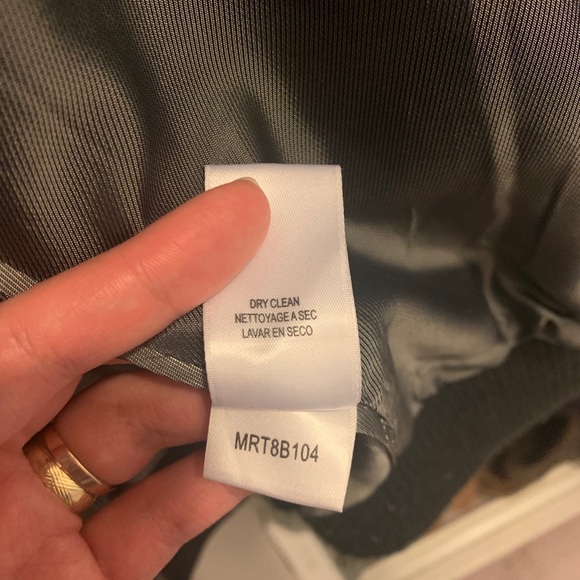 DRY CLEAN
NETTOYAGE A SEC
LAVAR EN SECO
MRT8B104